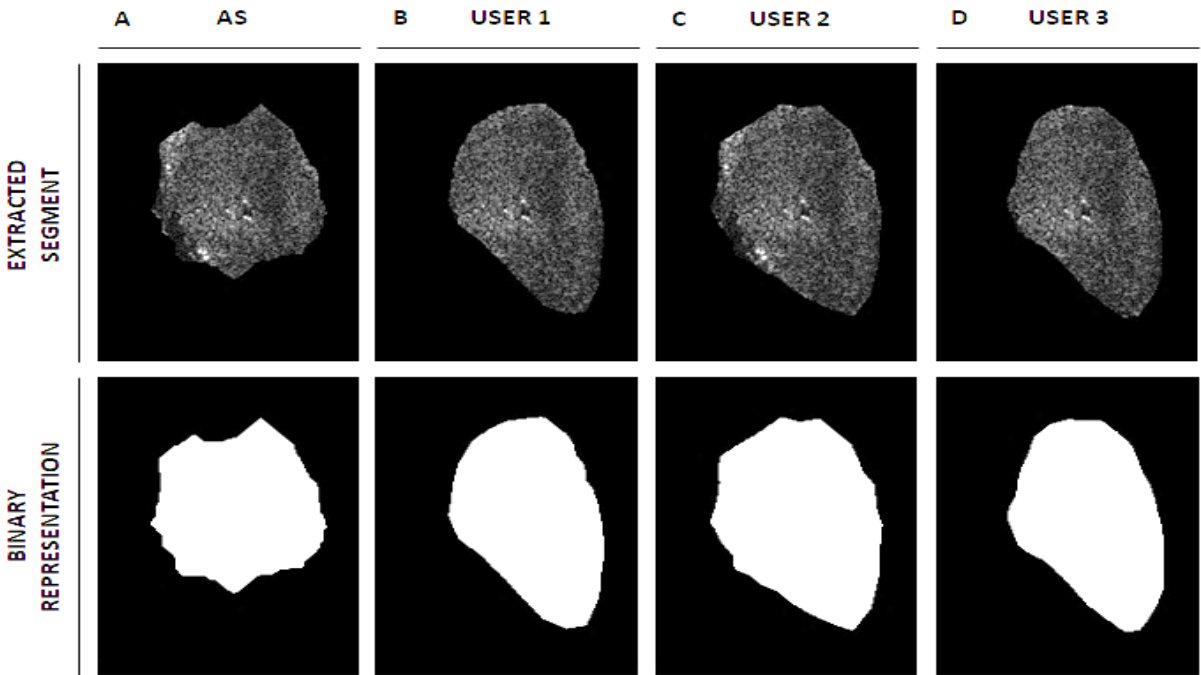 A AS B USER 1 C USER 2 D USER 3
EXTRACTED
SEGMENT
BINARY
REPRESENTATION